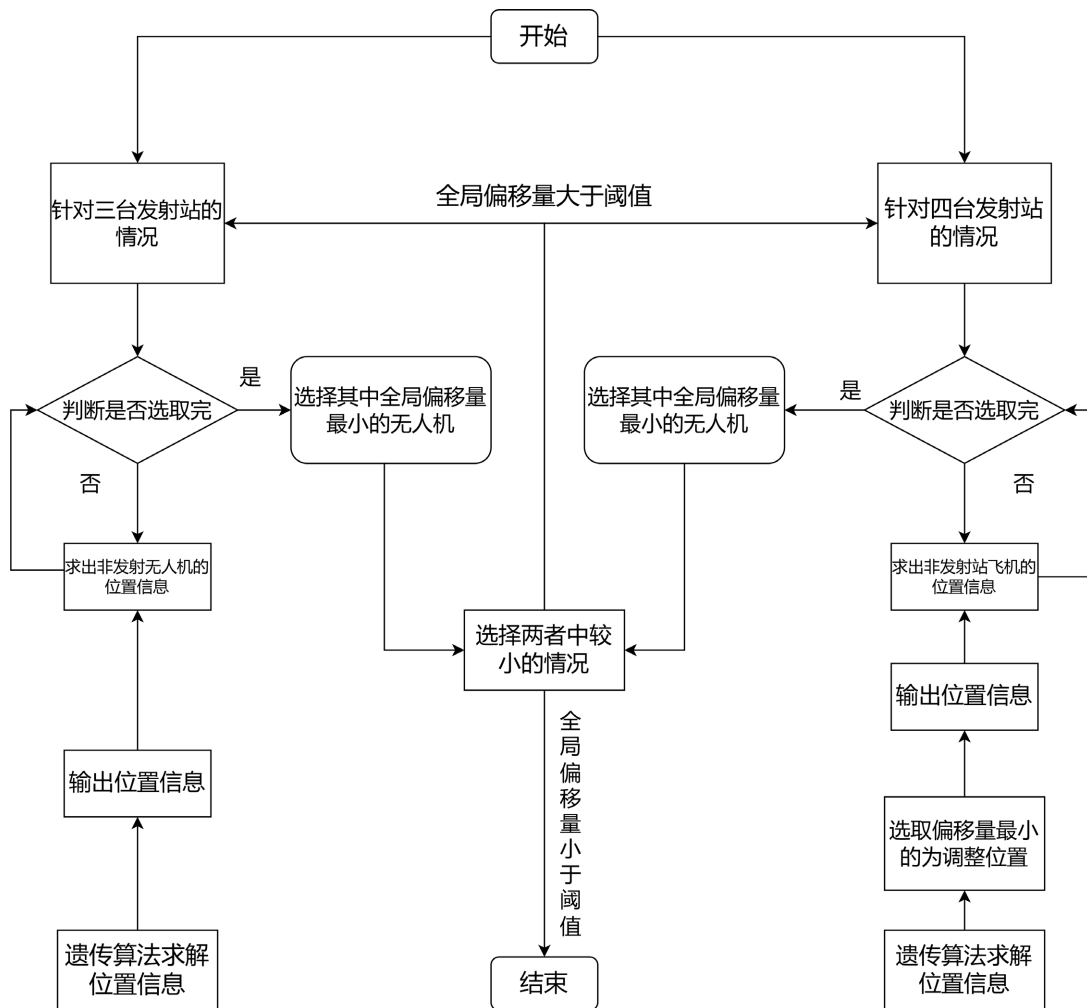 开始
全局偏移量大于阈值
针对三台发射站的
情况
针对四台发射站
的情况
是
选择其中全局偏移量
最小的无人机
选择其中全局偏移量
最小的无人机
是
判断是否选取完
判断是否选取完
否
否
求出非发射无人机的
位置信息
求出非发射站飞机的
位置信息
选择两者中较
小的情况
输出位置信息
全局偏移量小于阈值
输出位置信息
选取偏移量最小
的为调整位置
遗传算法求解
位置信息
结束
遗传算法求解
位置信息